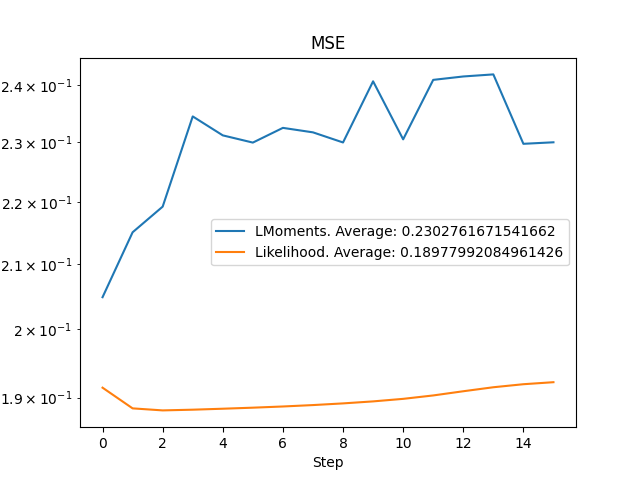 MSE
2.4 × 10⁻¹
2.3 × 10⁻¹
2.2 × 10⁻¹
2.1 × 10⁻¹
2 × 10⁻¹
1.9 × 10⁻¹
LMoments. Average: 0.2302761671541662
Likelihood. Average: 0.18977992084961426
0 2 4 6 8 10 12 14
Step